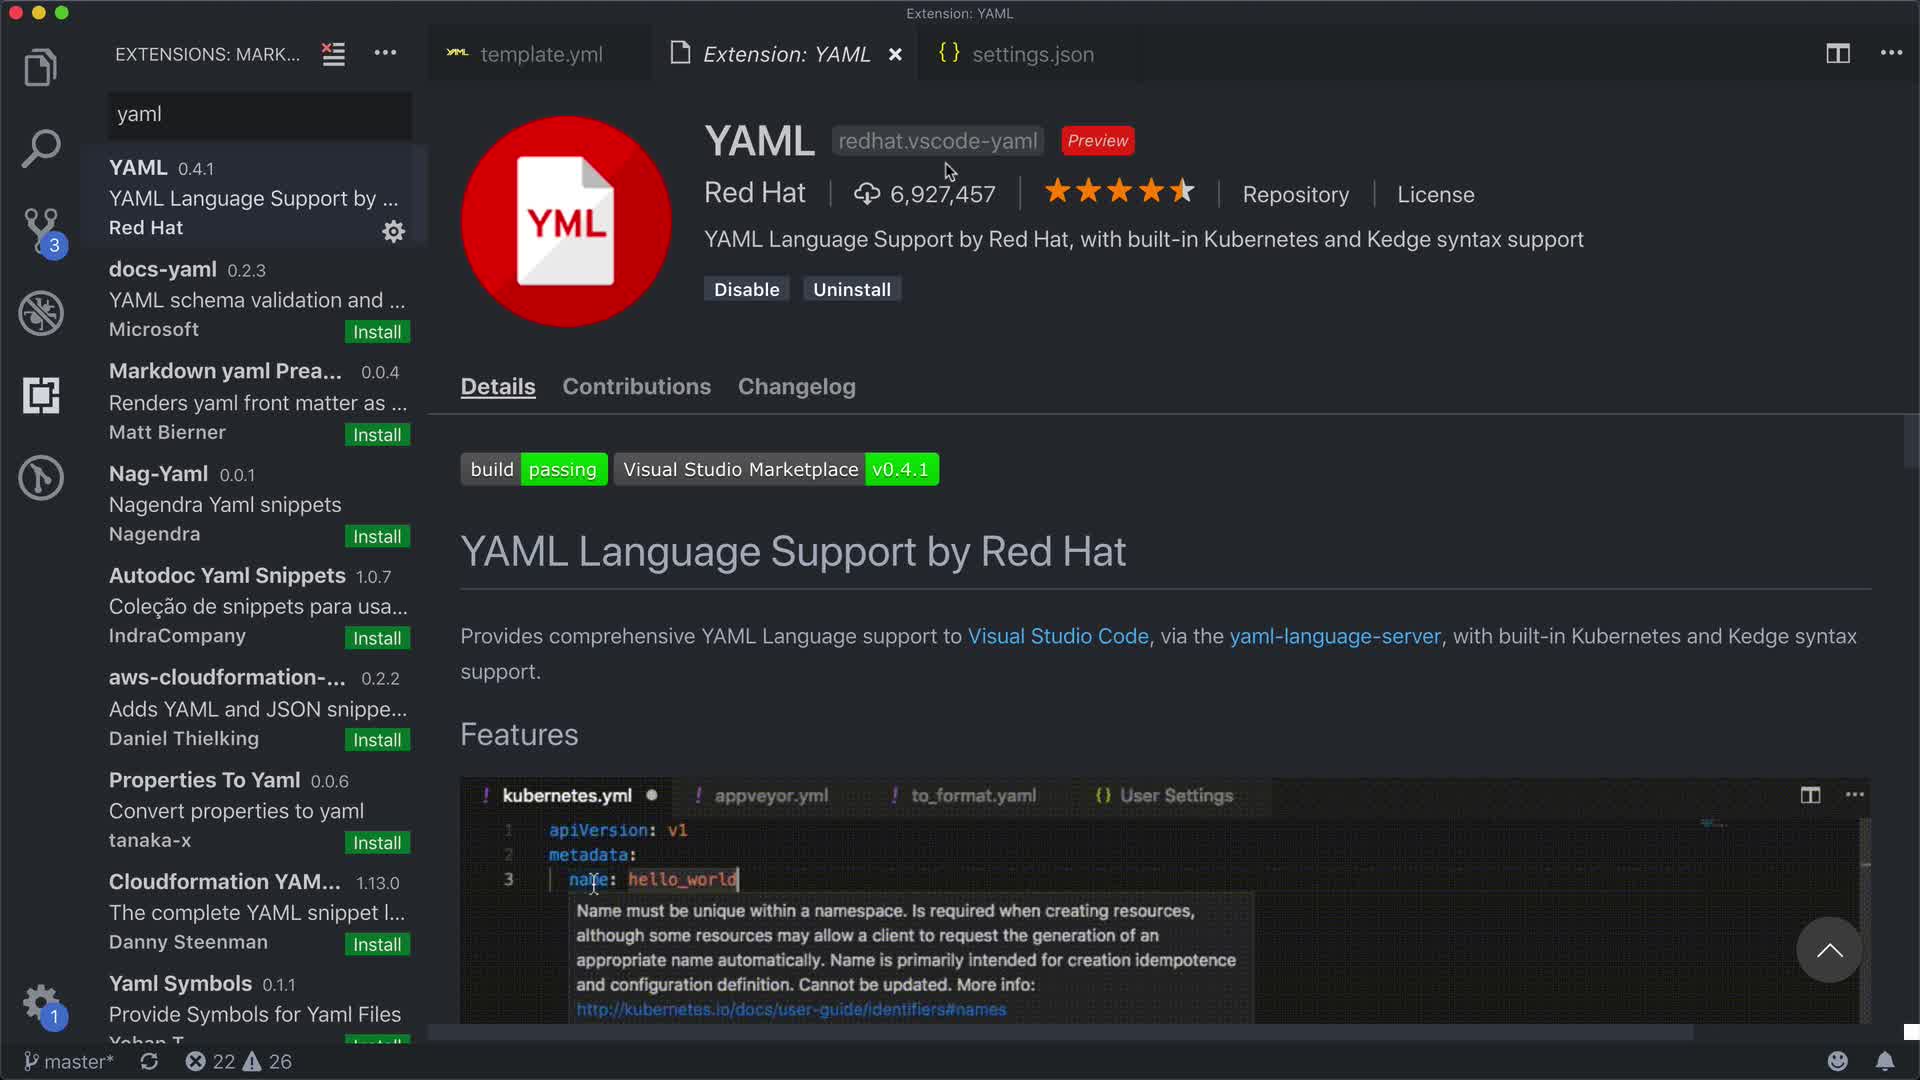 Extension: YAML
EXTENSIONS: MARK...
template.yml
Extension: YAML
settings.json
yaml
YAML 0.4.1
YAML Language Support by ...
Red Hat
docs-yaml 0.2.3
YAML schema validation and ...
Microsoft Install
Markdown yaml Prea... 0.0.4
Renders yaml front matter as ...
Matt Bierner Install
Nag-Yaml 0.0.1
Nagendra Yaml snippets
Nagendra Install
Autodoc Yaml Snippets 1.0.7
Coleção de snippets para usa...
IndraCompany Install
aws-cloudformation-... 0.2.2
Adds YAML and JSON snippe...
Daniel Thielking Install
Properties To Yaml 0.0.6
Convert properties to yaml
tanaka-x Install
Cloudformation YAM... 1.13.0
The complete YAML snippet l...
Danny Steenman Install
Yaml Symbols 0.1.1
Provide Symbols for Yaml Files
3
1
YML
YAML redhat.vscode-yaml Preview
Red Hat 6,927,457 Repository License
YAML Language Support by Red Hat, with built-in Kubernetes and Kedge syntax support
Disable Uninstall
Details Contributions Changelog
build passing Visual Studio Marketplace v0.4.1
YAML Language Support by Red Hat
Provides comprehensive YAML Language support to Visual Studio Code, via the yaml-language-server, with built-in Kubernetes and Kedge syntax
support.
Features
! kubernetes.yml ! appveyor.yml ! to_format.yaml {} User Settings
1 apiVersion: v1
2 metadata:
3 name: hello_world
Name must be unique within a namespace. Is required when creating resources,
although some resources may allow a client to request the generation of an
appropriate name automatically. Name is primarily intended for creation idempotence
and configuration definition. Cannot be updated. More info:
http://kubernetes.io/docs/user-guide/identifiers#names
master* 22 26